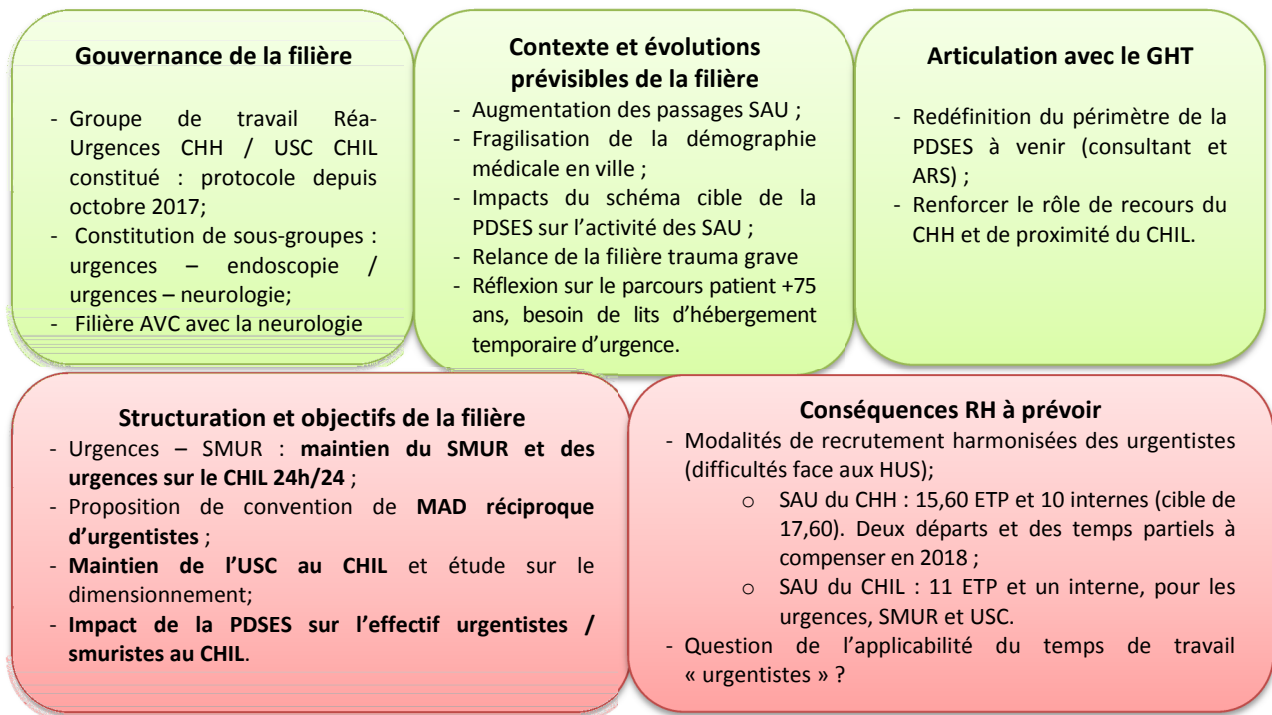 Gouvernance de la filière
- Groupe de travail Réa-
Urgences CHH / USC CHIL
constitué : protocole depuis
octobre 2017;
- Constitution de sous-groupes :
urgences – endoscopie /
urgences – neurologie;
- Filière AVC avec la neurologie
Contexte et évolutions
prévisibles de la filière
- Augmentation des passages SAU ;
- Fragilisation de la démographie
médicale en ville ;
- Impacts du schéma cible de la
PDSES sur l'activité des SAU ;
- Relance de la filière trauma grave
- Réflexion sur le parcours patient +75
ans, besoin de lits d'hébergement
temporaire d'urgence.
Articulation avec le GHT
- Redéfinition du périmètre de la
PDSES à venir (consultant et
ARS) ;
- Renforcer le rôle de recours du
CHH et de proximité du CHIL.
Structuration et objectifs de la filière
- Urgences – SMUR : maintien du SMUR et des
urgences sur le CHIL 24h/24 ;
- Proposition de convention de MAD réciproque
d'urgentistes ;
- Maintien de l'USC au CHIL et étude sur le
dimensionnement;
- Impact de la PDSES sur l'effectif urgentistes /
smuristes au CHIL.
Conséquences RH à prévoir
- Modalités de recrutement harmonisées des urgentistes
(difficultés face aux HUS);
o SAU du CHH : 15,60 ETP et 10 internes (cible de
17,60). Deux départs et des temps partiels à
compenser en 2018 ;
o SAU du CHIL : 11 ETP et un interne, pour les
urgences, SMUR et USC.
- Question de l'applicabilité du temps de travail
« urgentistes » ?